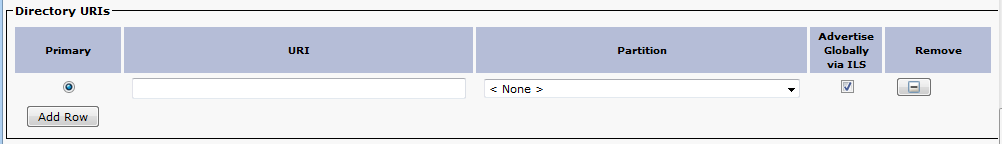 Directory URIs
Primary
URI
Partition
Advertise
Globally
via ILS
Remove
< None >
Add Row